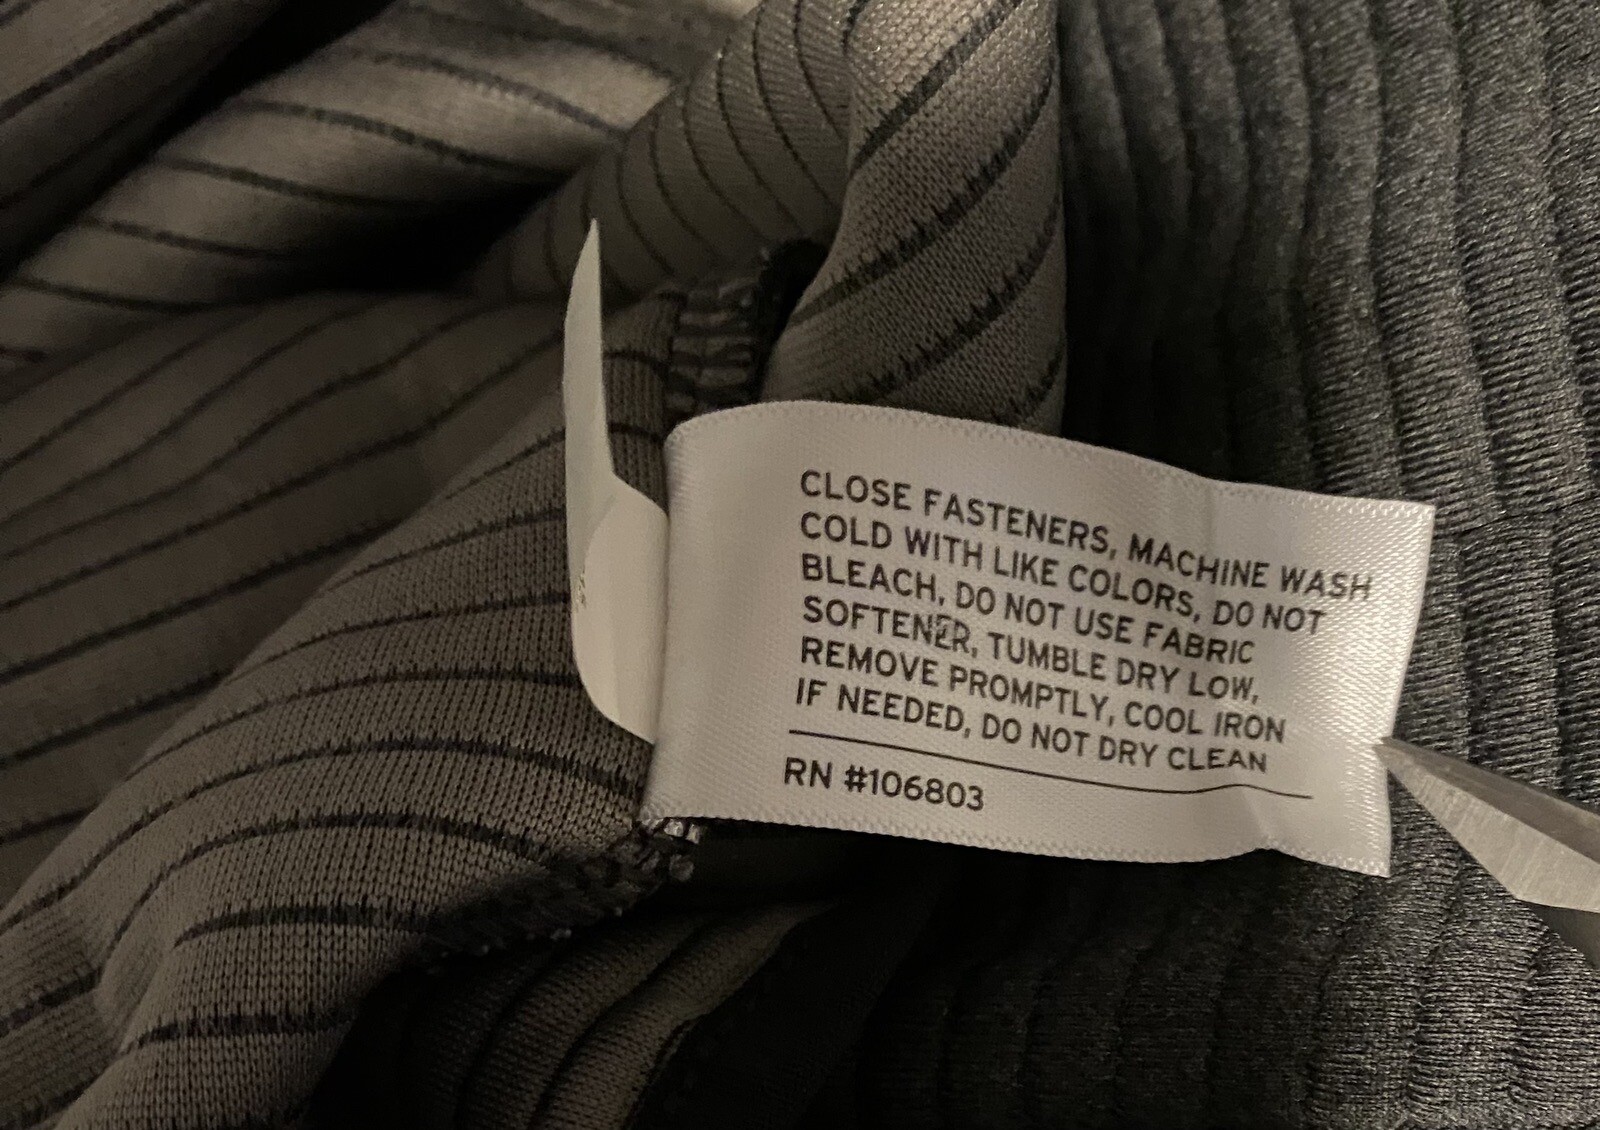 CLOSE FASTENERS, MACHINE WASH
COLD WITH LIKE COLORS, DO NOT
BLEACH, DO NOT USE FABRIC
SOFTENER, TUMBLE DRY LOW,
REMOVE PROMPTLY, COOL IRON
IF NEEDED, DO NOT DRY CLEAN
RN #106803